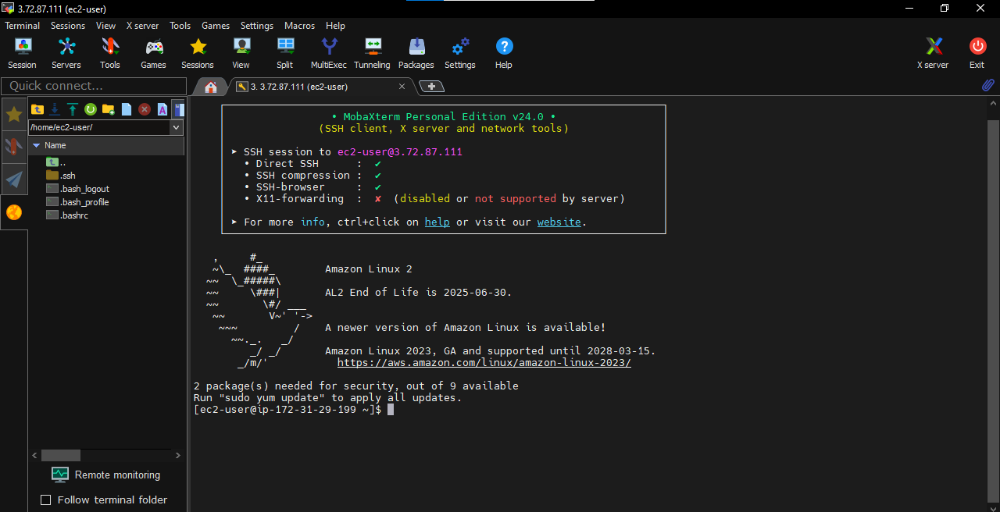 3.72.87.111 (ec2-user)
Terminal Sessions View X server Tools Games Settings Macros Help
Session Servers Tools Games Sessions View Split MultiExec Tunneling Packages Settings Help X server Exit
Quick connect...
3. 3.72.87.111 (ec2-user)
/home/ec2-user/
Name
..
.ssh
.bash_logout
.bash_profile
.bashrc
Remote monitoring
Follow terminal folder
• MobaXterm Personal Edition v24.0 •
(SSH client, X server and network tools)
➤ SSH session to ec2-user@3.72.87.111
• Direct SSH : ✔
• SSH compression : ✔
• SSH-browser : ✔
• X11-forwarding : ✘ (disabled or not supported by server)
➤ For more info, ctrl+click on help or visit our website.
   ,     #_
   ~\_  ####_        Amazon Linux 2
  ~~  \_#####\
  ~~     \###|       AL2 End of Life is 2025-06-30.
  ~~       \#/ ___
   ~~       V~' '->
    ~~~         /    A newer version of Amazon Linux is available!
      ~~._.   _/
         _/ _/       Amazon Linux 2023, GA and supported until 2028-03-15.
       _/m/'           https://aws.amazon.com/linux/amazon-linux-2023/
2 package(s) needed for security, out of 9 available
Run "sudo yum update" to apply all updates.
[ec2-user@ip-172-31-29-199 ~]$